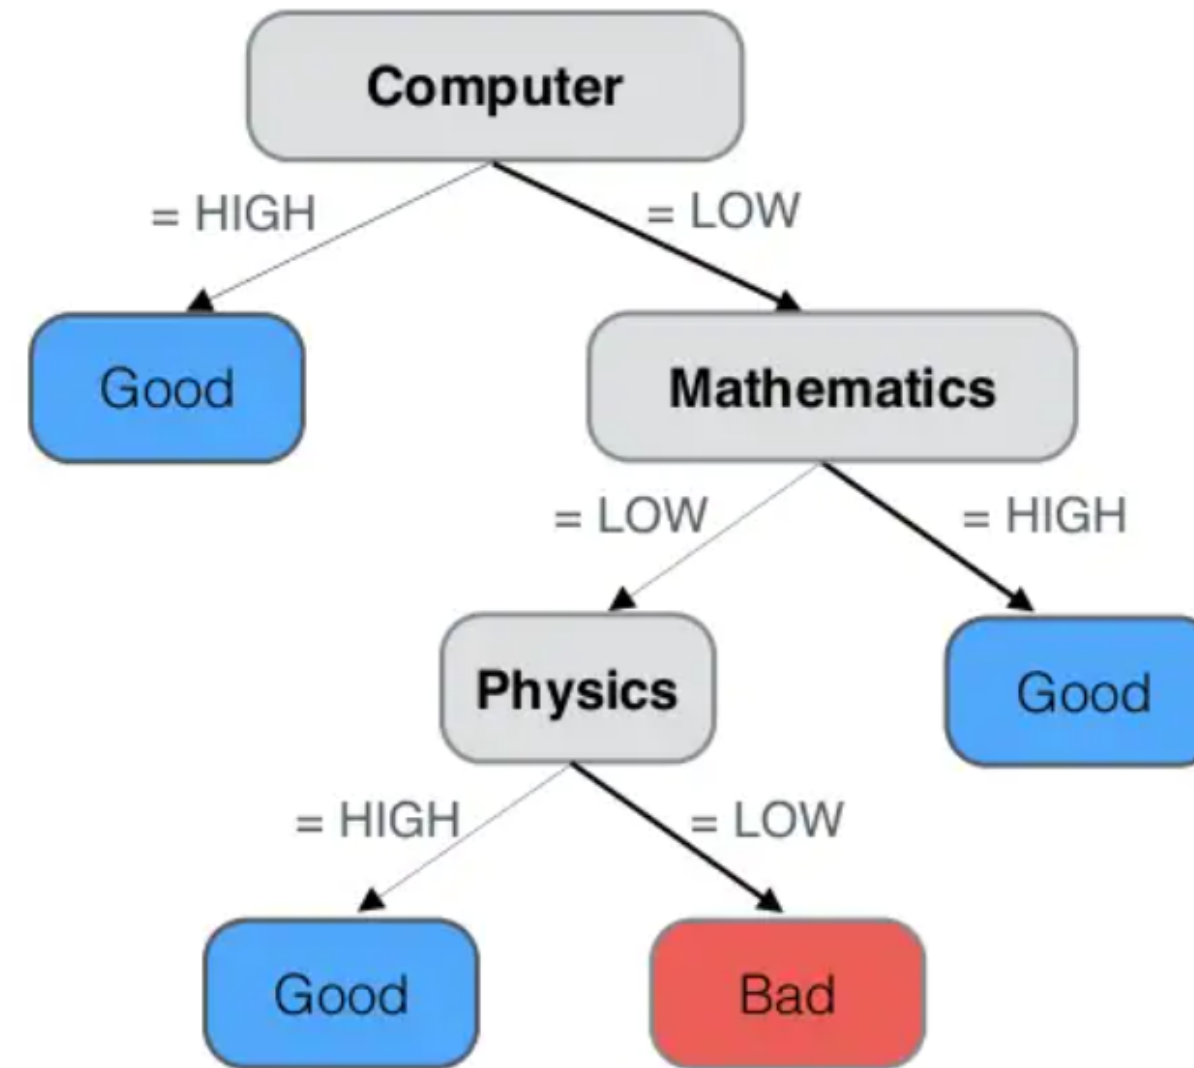 Computer
= HIGH
= LOW
Good
Mathematics
= LOW
= HIGH
Physics
Good
= HIGH
= LOW
Good
Bad